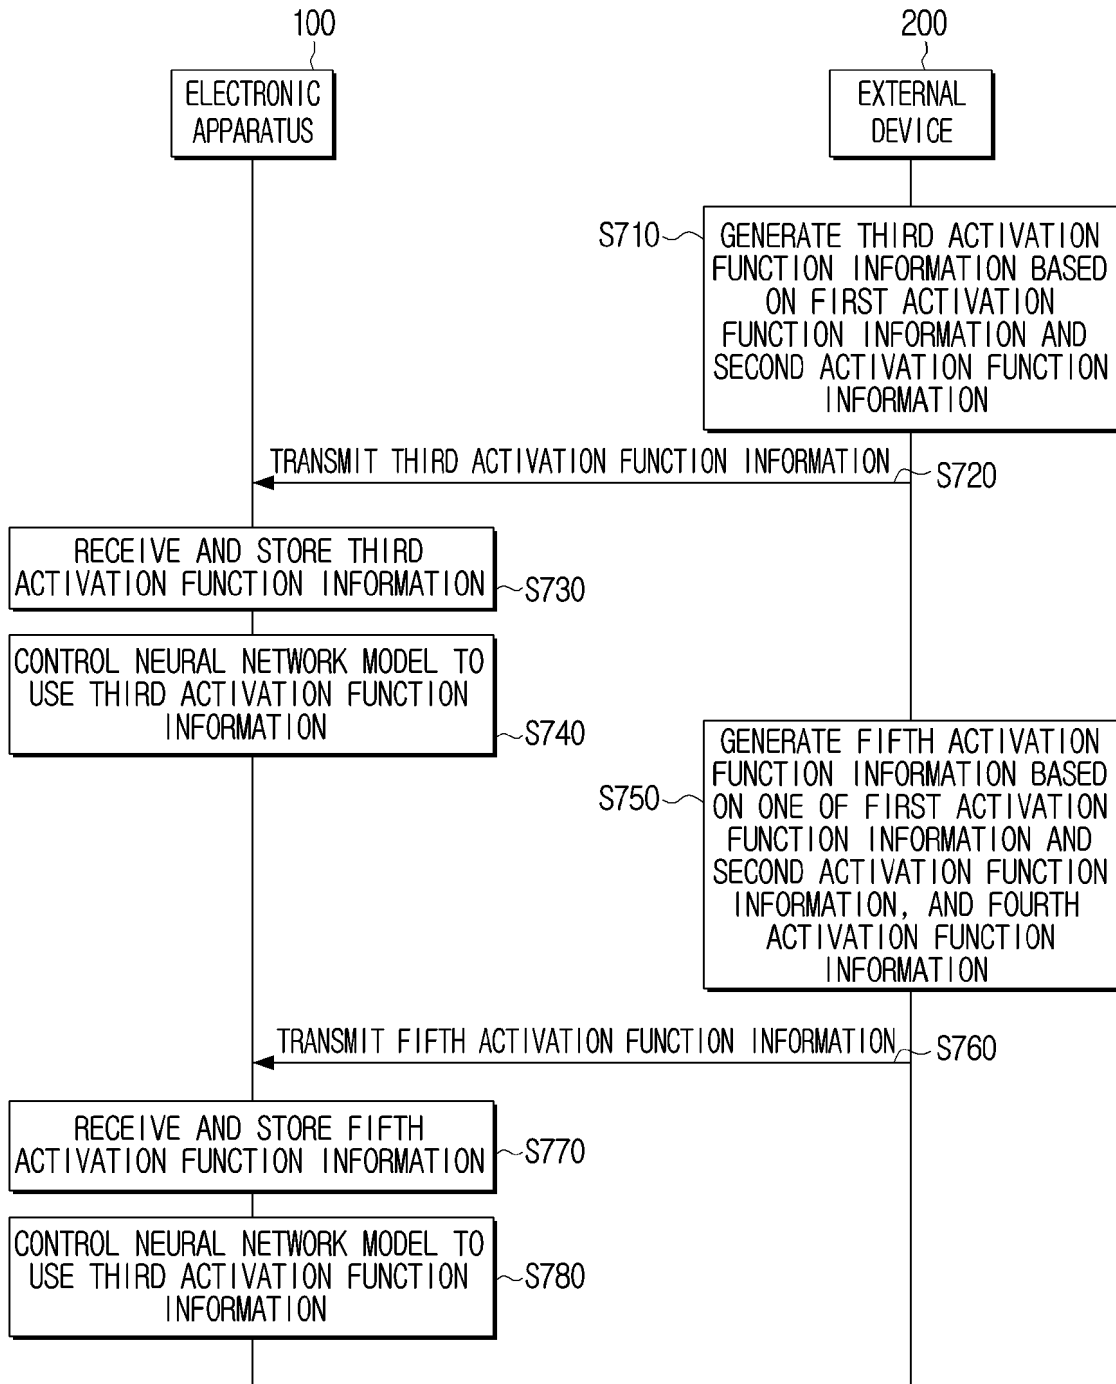 100
200
ELECTRONIC
APPARATUS
EXTERNAL
DEVICE
S710
GENERATE THIRD ACTIVATION
FUNCTION INFORMATION BASED
ON FIRST ACTIVATION
FUNCTION INFORMATION AND
SECOND ACTIVATION FUNCTION
INFORMATION
TRANSMIT THIRD ACTIVATION FUNCTION INFORMATION
S720
RECEIVE AND STORE THIRD
ACTIVATION FUNCTION INFORMATION
S730
CONTROL NEURAL NETWORK MODEL TO
USE THIRD ACTIVATION FUNCTION
INFORMATION
S740
S750
GENERATE FIFTH ACTIVATION
FUNCTION INFORMATION BASED
ON ONE OF FIRST ACTIVATION
FUNCTION INFORMATION AND
SECOND ACTIVATION FUNCTION
INFORMATION, AND FOURTH
ACTIVATION FUNCTION
INFORMATION
TRANSMIT FIFTH ACTIVATION FUNCTION INFORMATION
S760
RECEIVE AND STORE FIFTH
ACTIVATION FUNCTION INFORMATION
S770
CONTROL NEURAL NETWORK MODEL TO
USE THIRD ACTIVATION FUNCTION
INFORMATION
S780